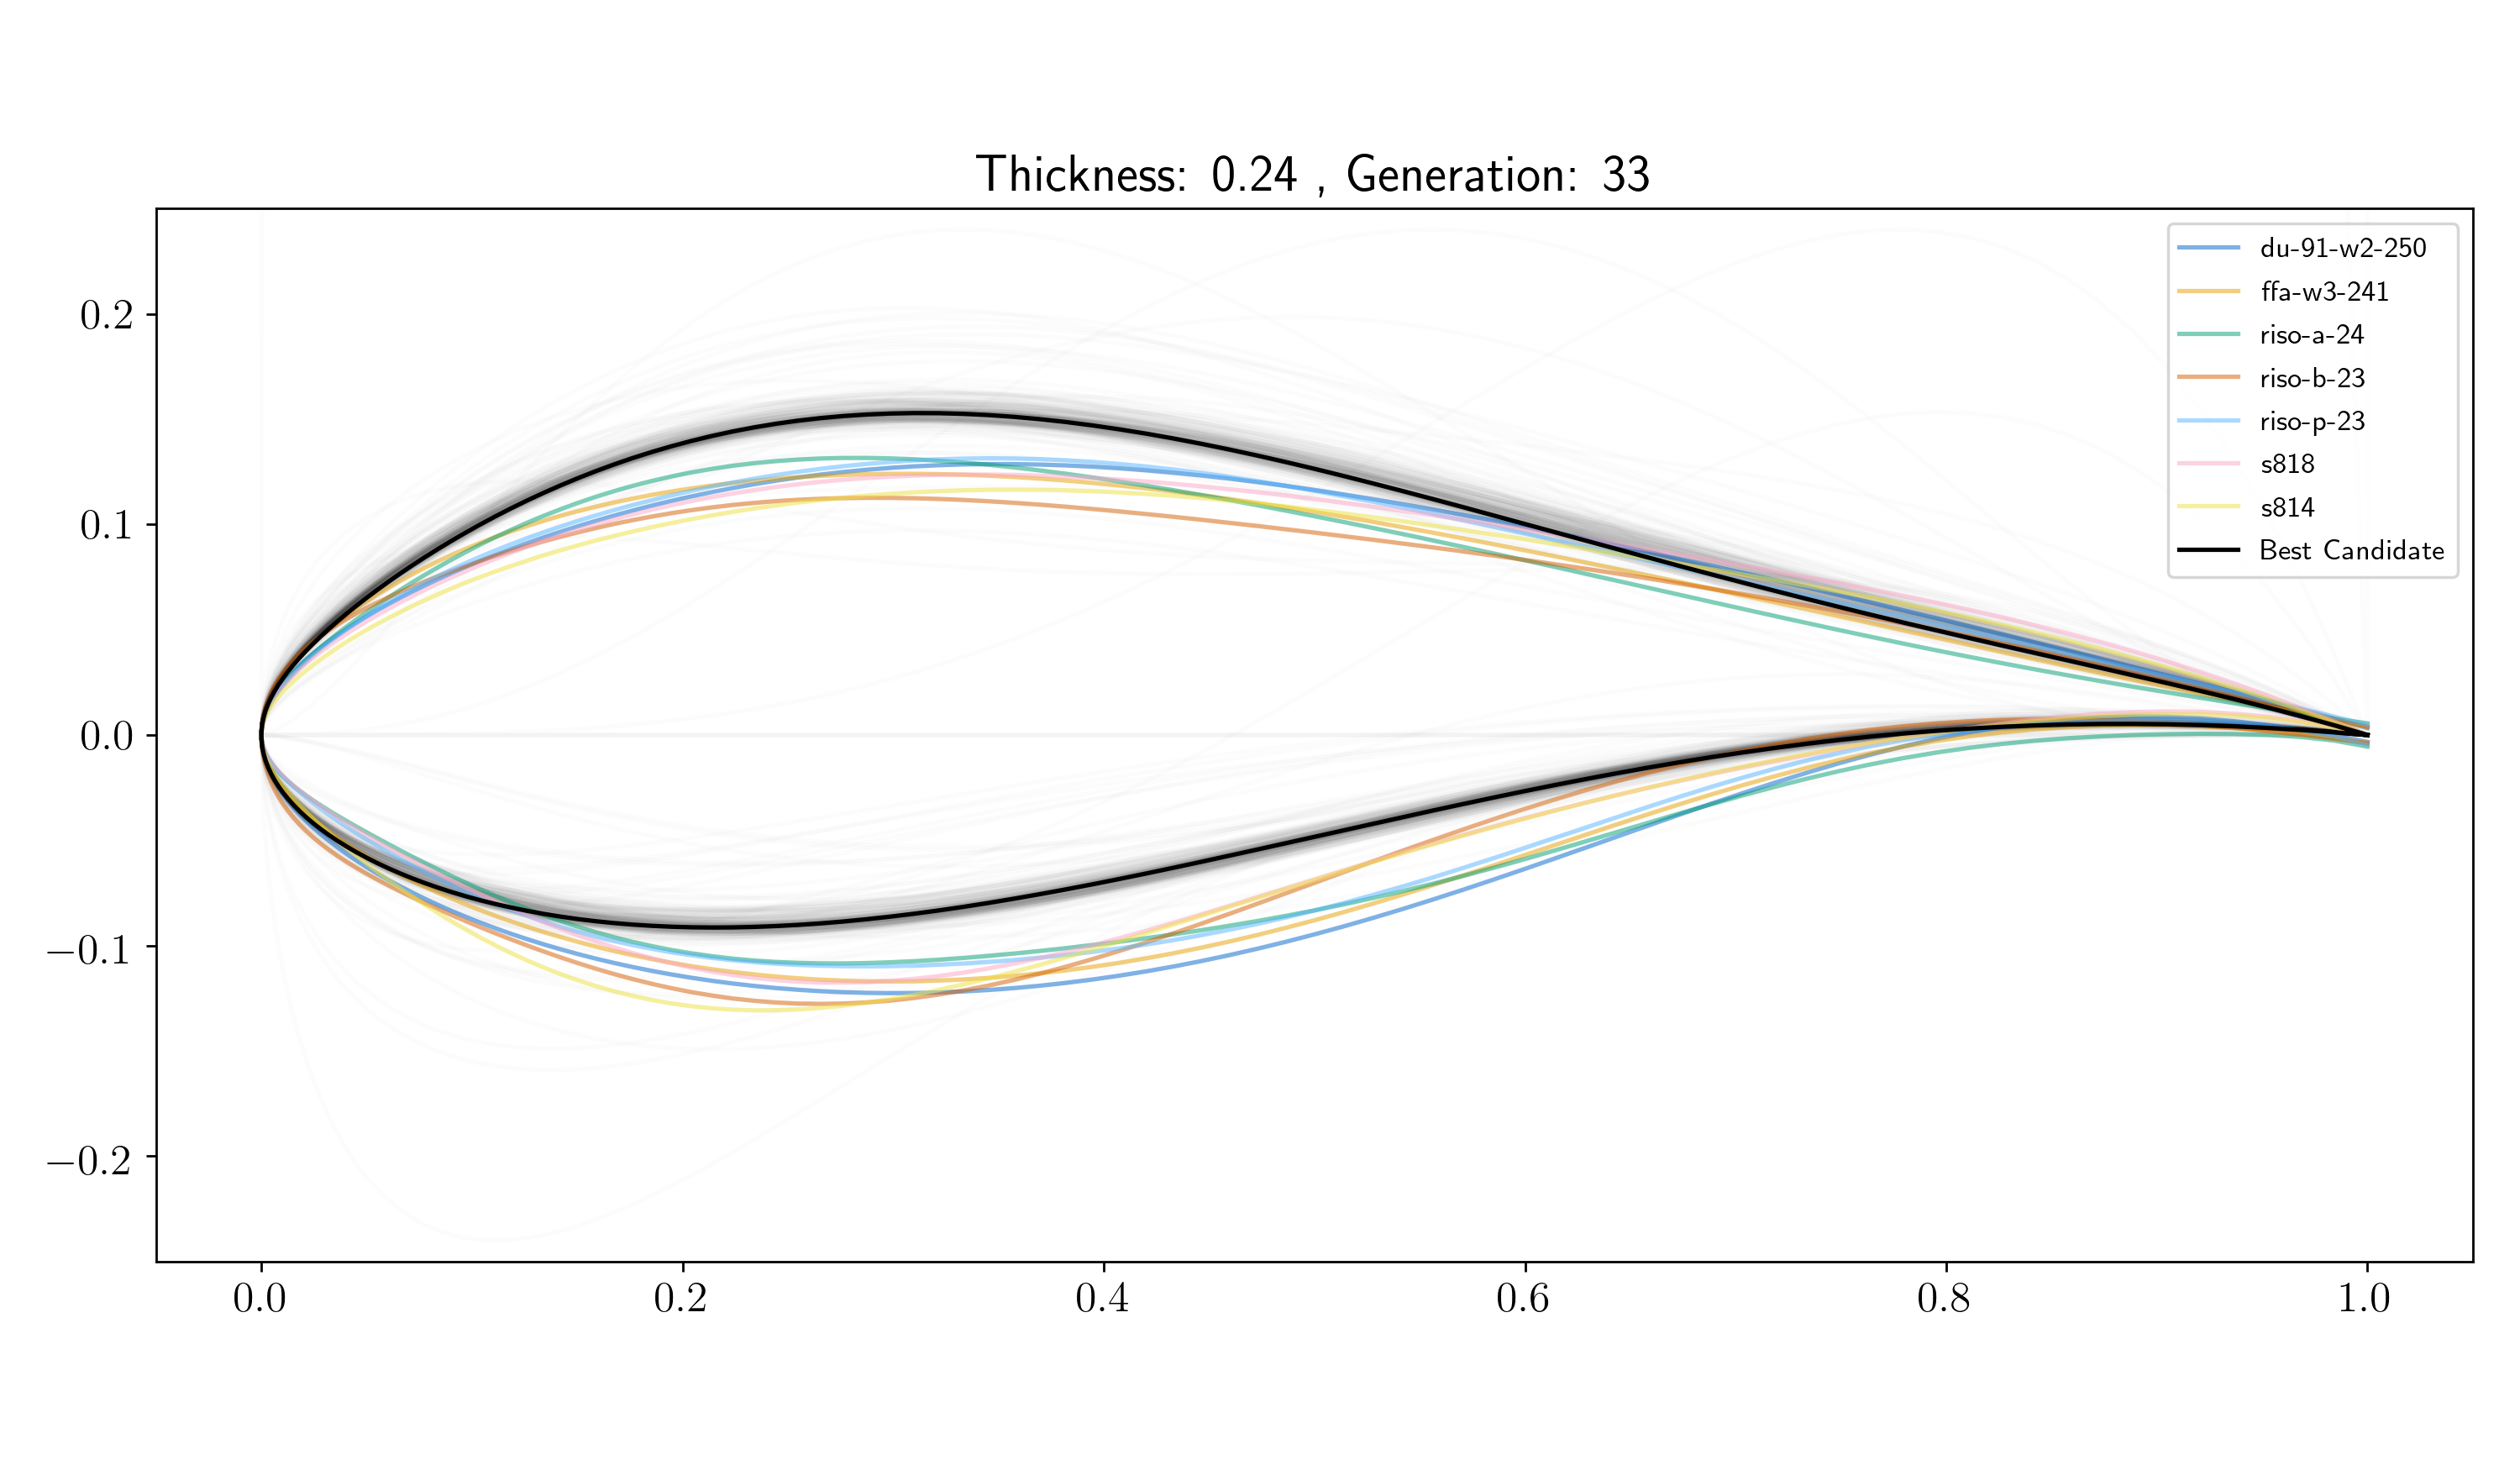 Thickness: 0.24 , Generation: 33
du-91-w2-250
ffa-w3-241
riso-a-24
riso-b-23
riso-p-23
s818
s814
Best Candidate
0.2
0.1
0.0
−0.1
−0.2
0.0 0.2 0.4 0.6 0.8 1.0